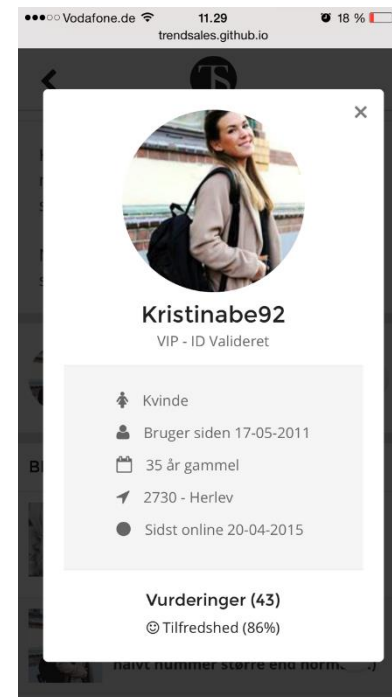 Vodafone.de 11.29 18 %
trendsales.github.io
TS
×
Kristinabe92
VIP - ID Valideret
Kvinde
Bruger siden 17-05-2011
35 år gammel
2730 - Herlev
Sidst online 20-04-2015
Vurderinger (43)
Tilfredshed (86%)
halvt nummer større end